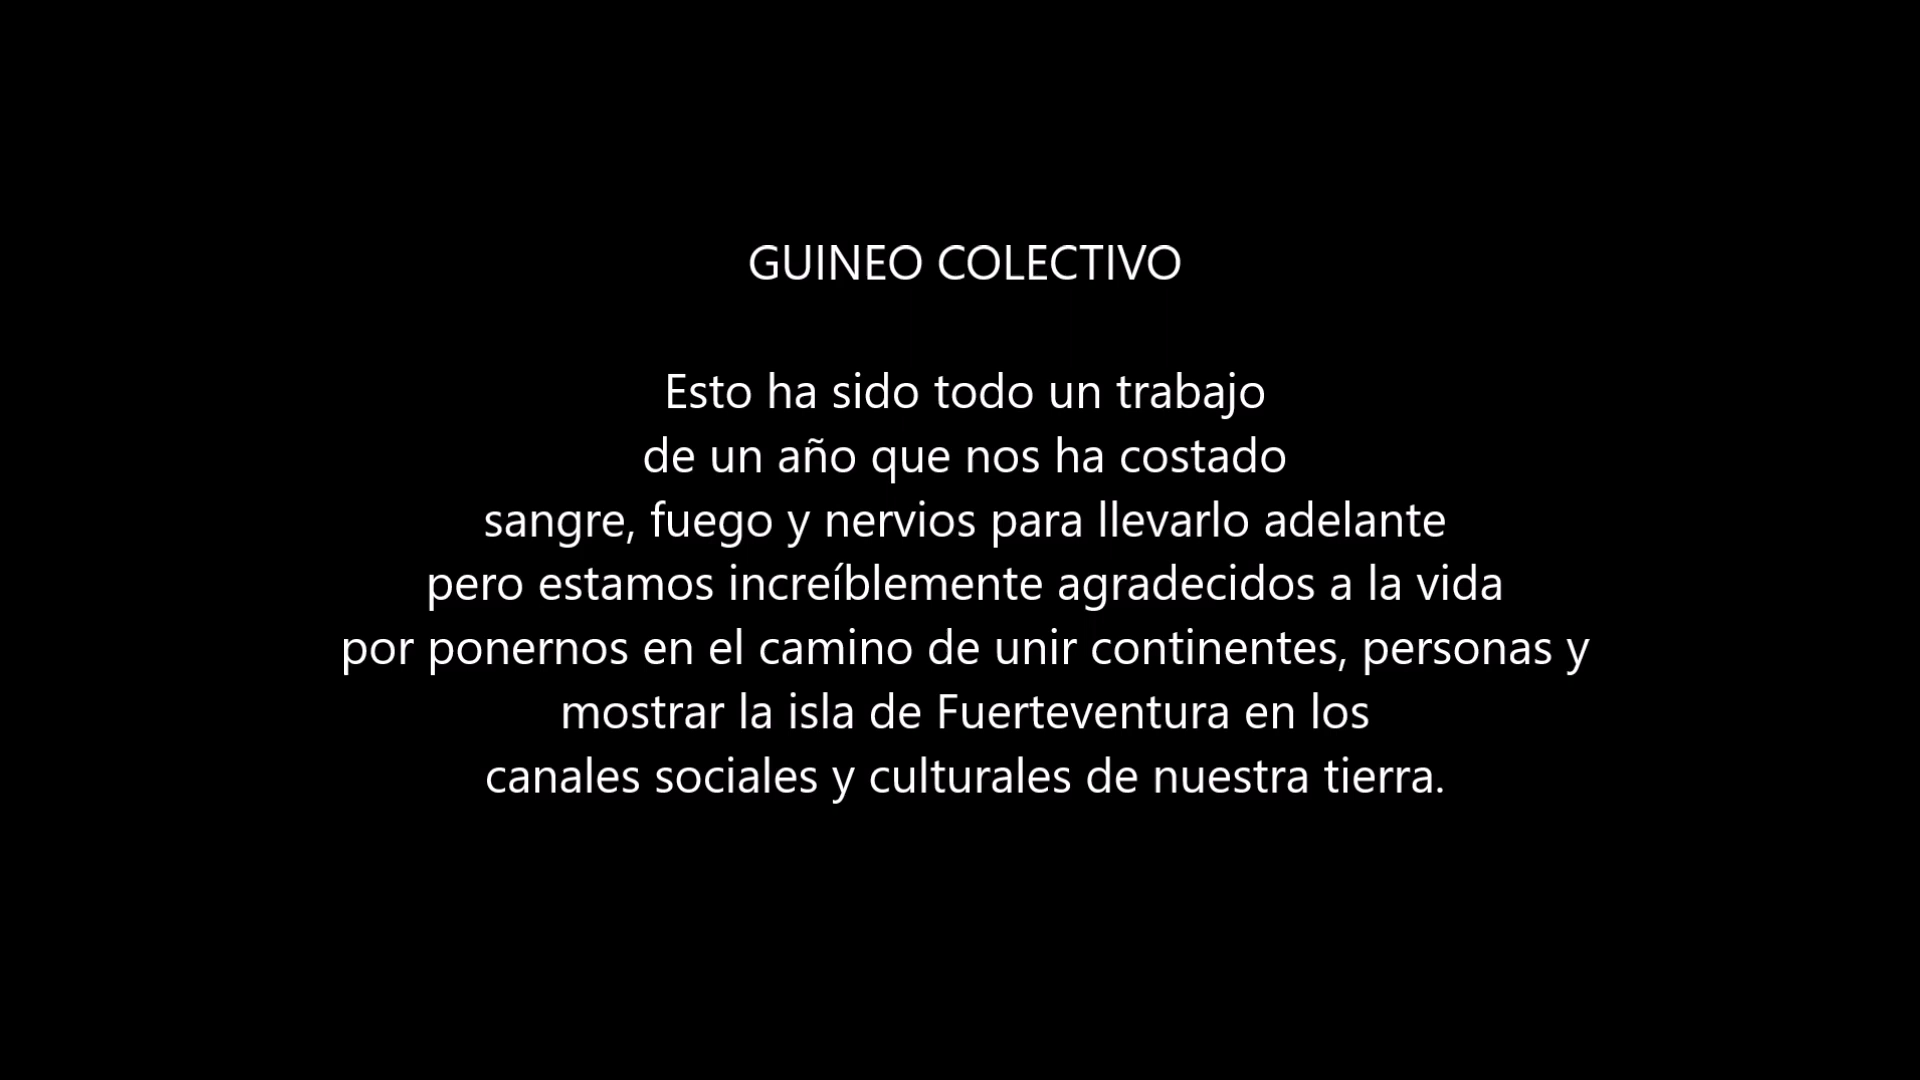 GUINEO COLECTIVO
Esto ha sido todo un trabajo
de un año que nos ha costado
sangre, fuego y nervios para llevarlo adelante
pero estamos increíblemente agradecidos a la vida
por ponernos en el camino de unir continentes, personas y
mostrar la isla de Fuerteventura en los
canales sociales y culturales de nuestra tierra.